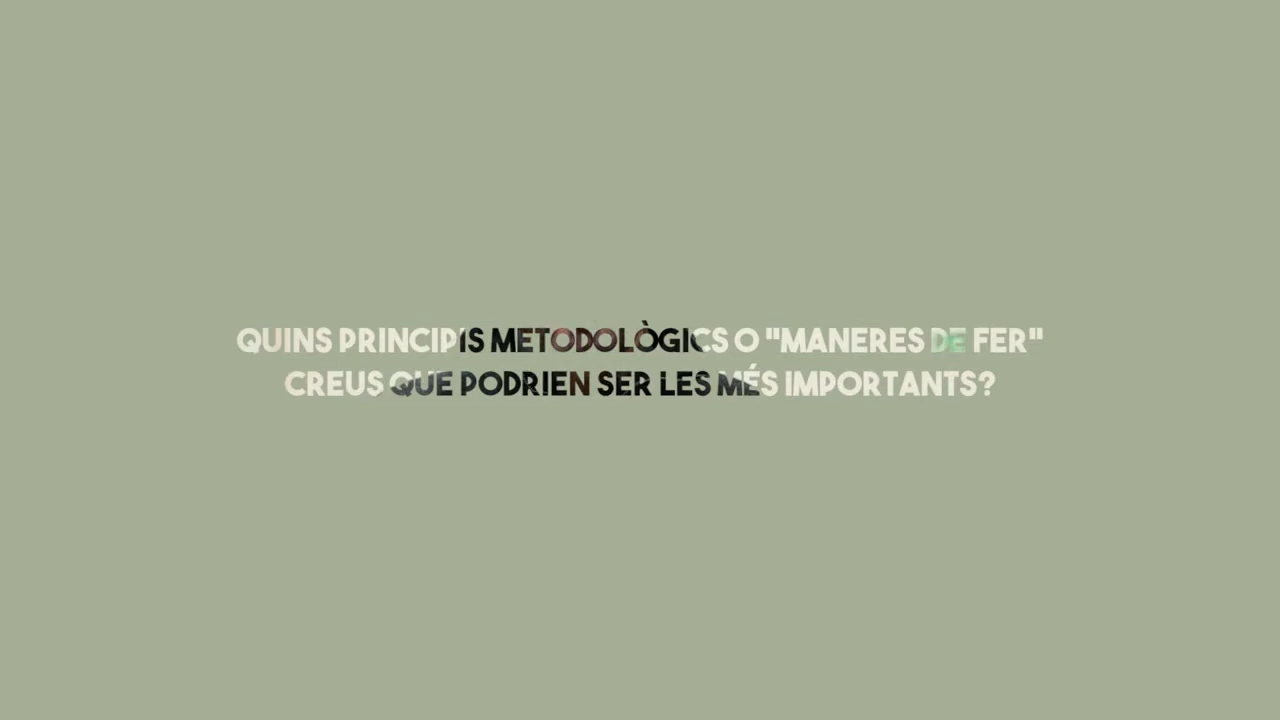 QUINS PRINCIPIS METODOLÒGICS O "MANERES DE FER"
CREUS QUE PODRIEN SER LES MÉS IMPORTANTS?